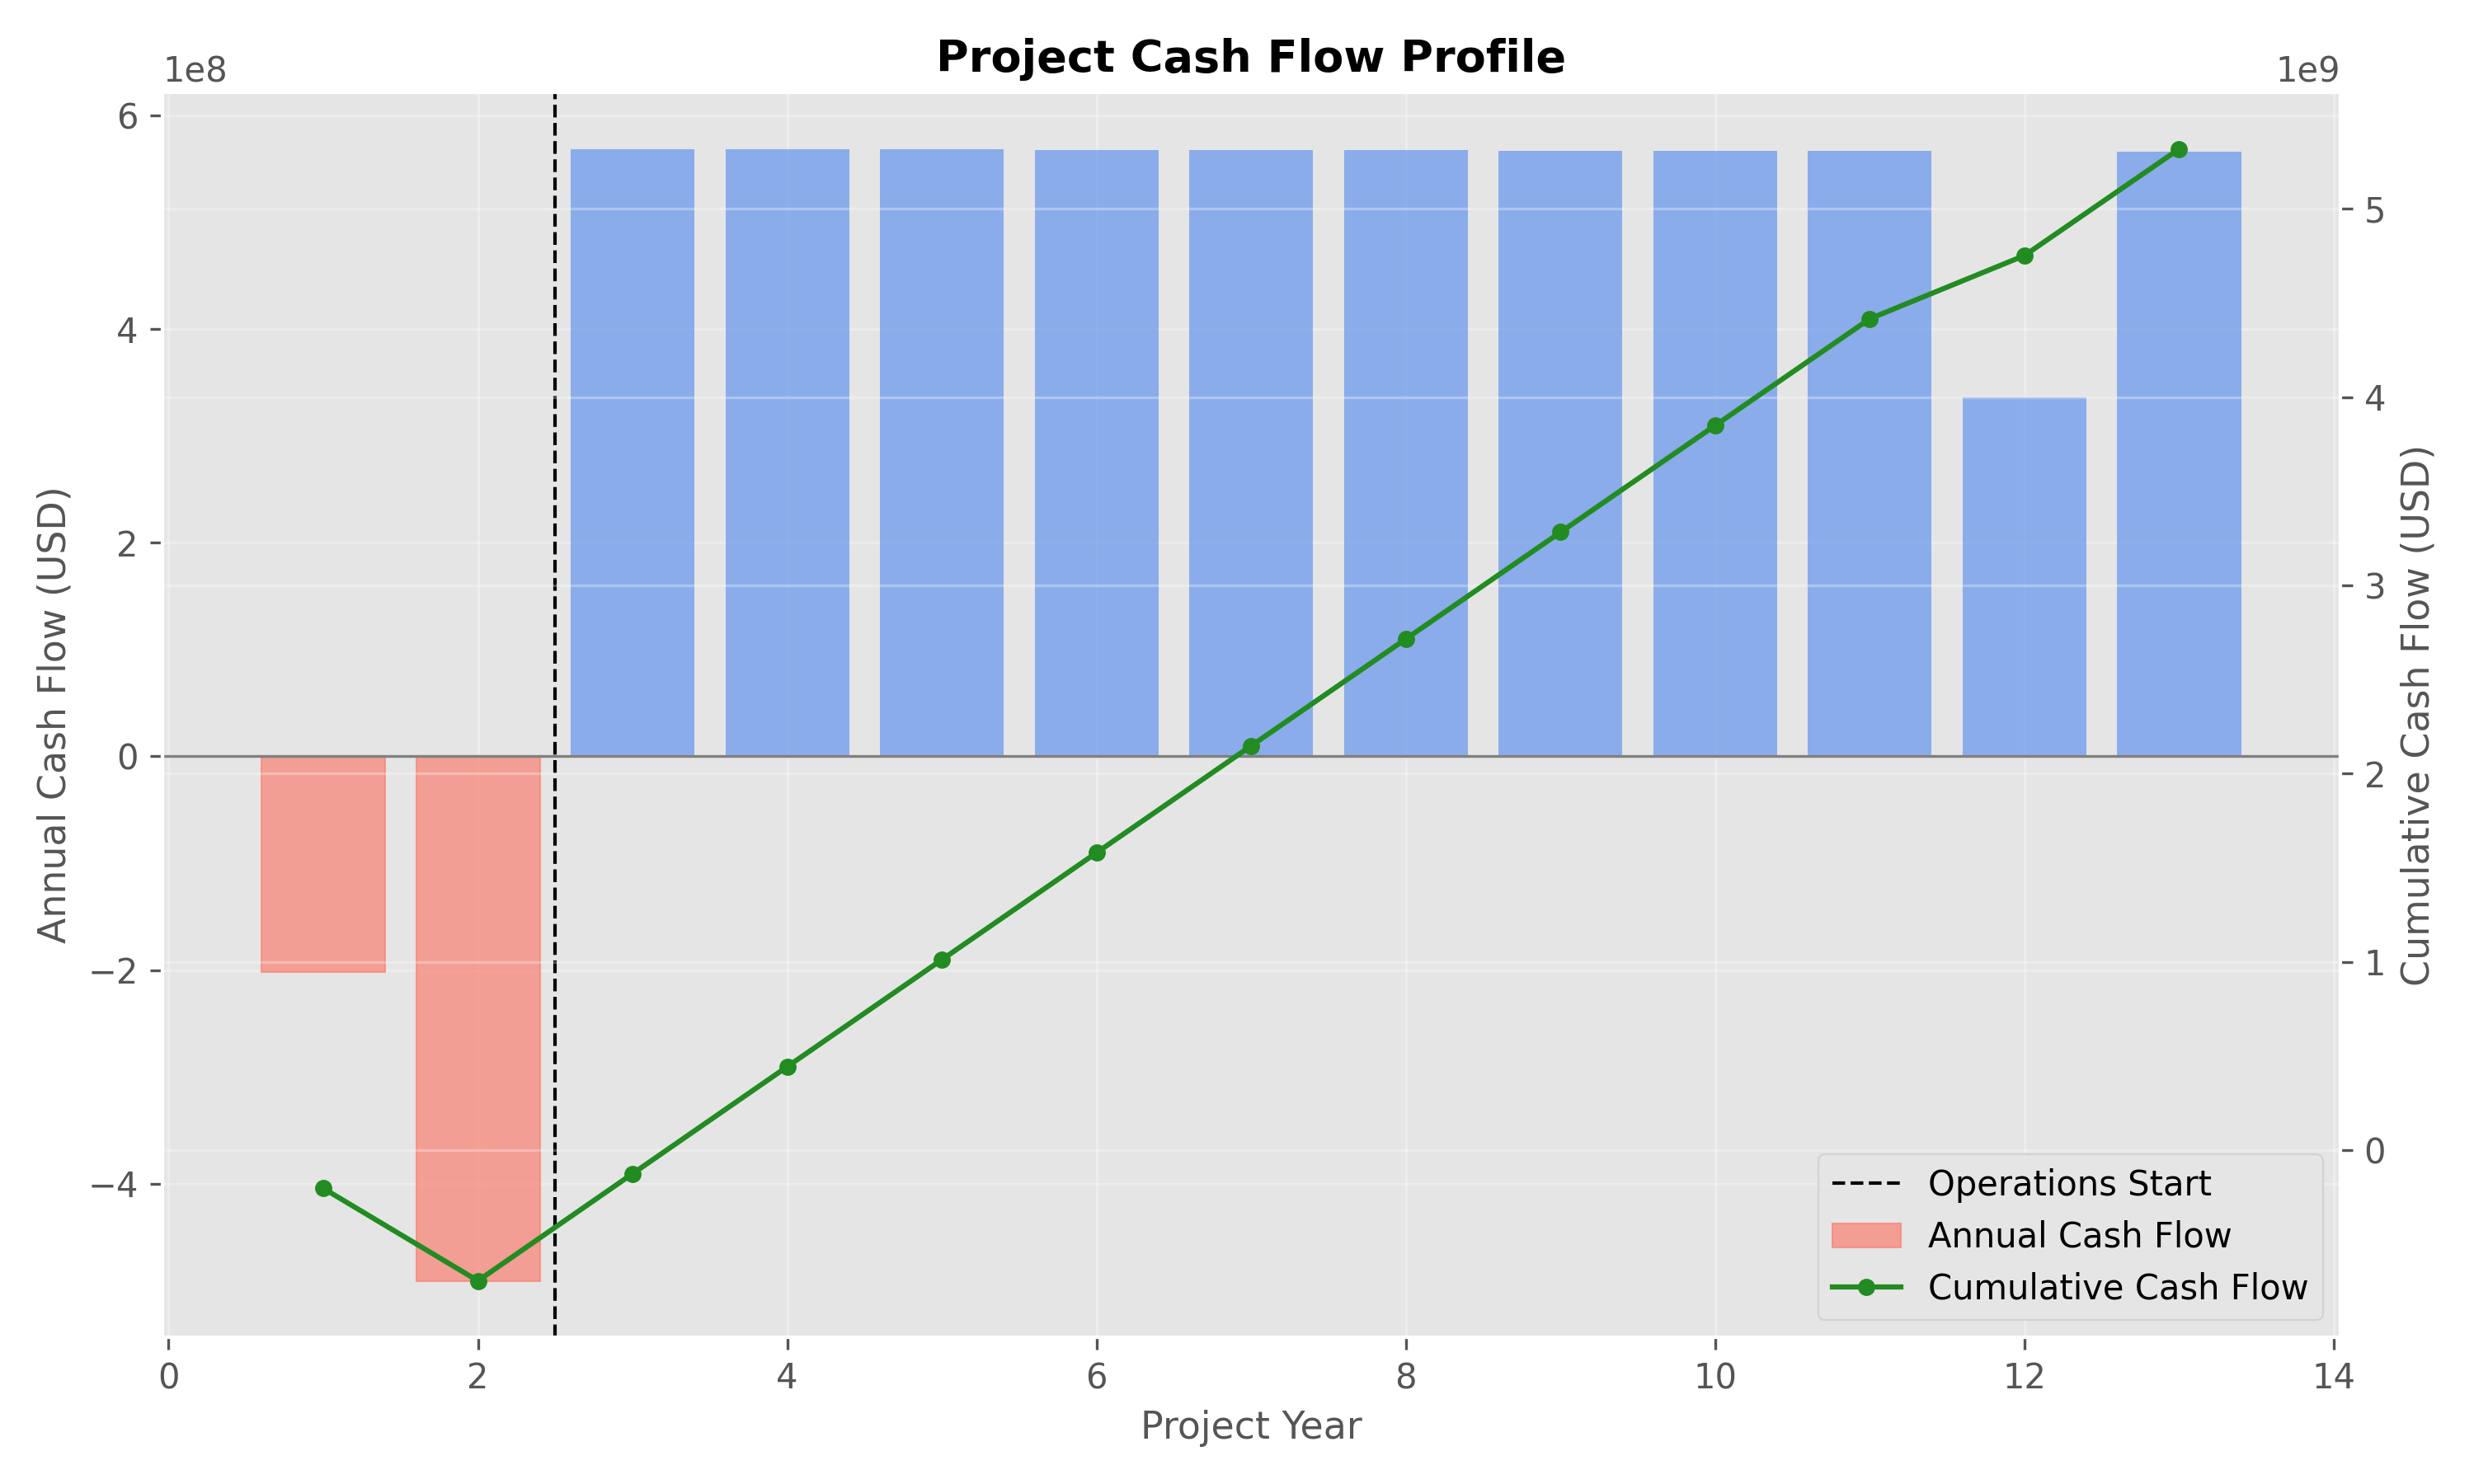 Project Cash Flow Profile
1e8
1e9
6
4
2
0
−2
−4
Annual Cash Flow (USD)
5
4
3
2
1
0
Cumulative Cash Flow (USD)
Operations Start
Annual Cash Flow
Cumulative Cash Flow
0 2 4 6 8 10 12 14
Project Year